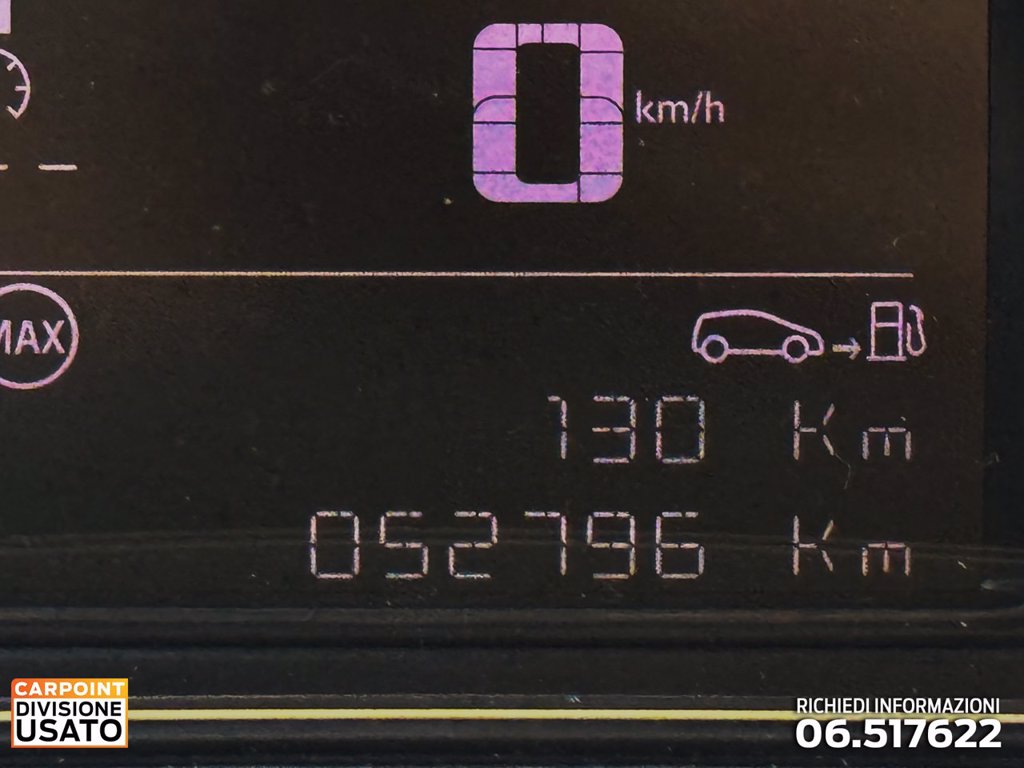 0 km/h
MAX
130 Km
052796 Km
CARPOINT
DIVISIONE
USATO
RICHIEDI INFORMAZIONI
06.517622